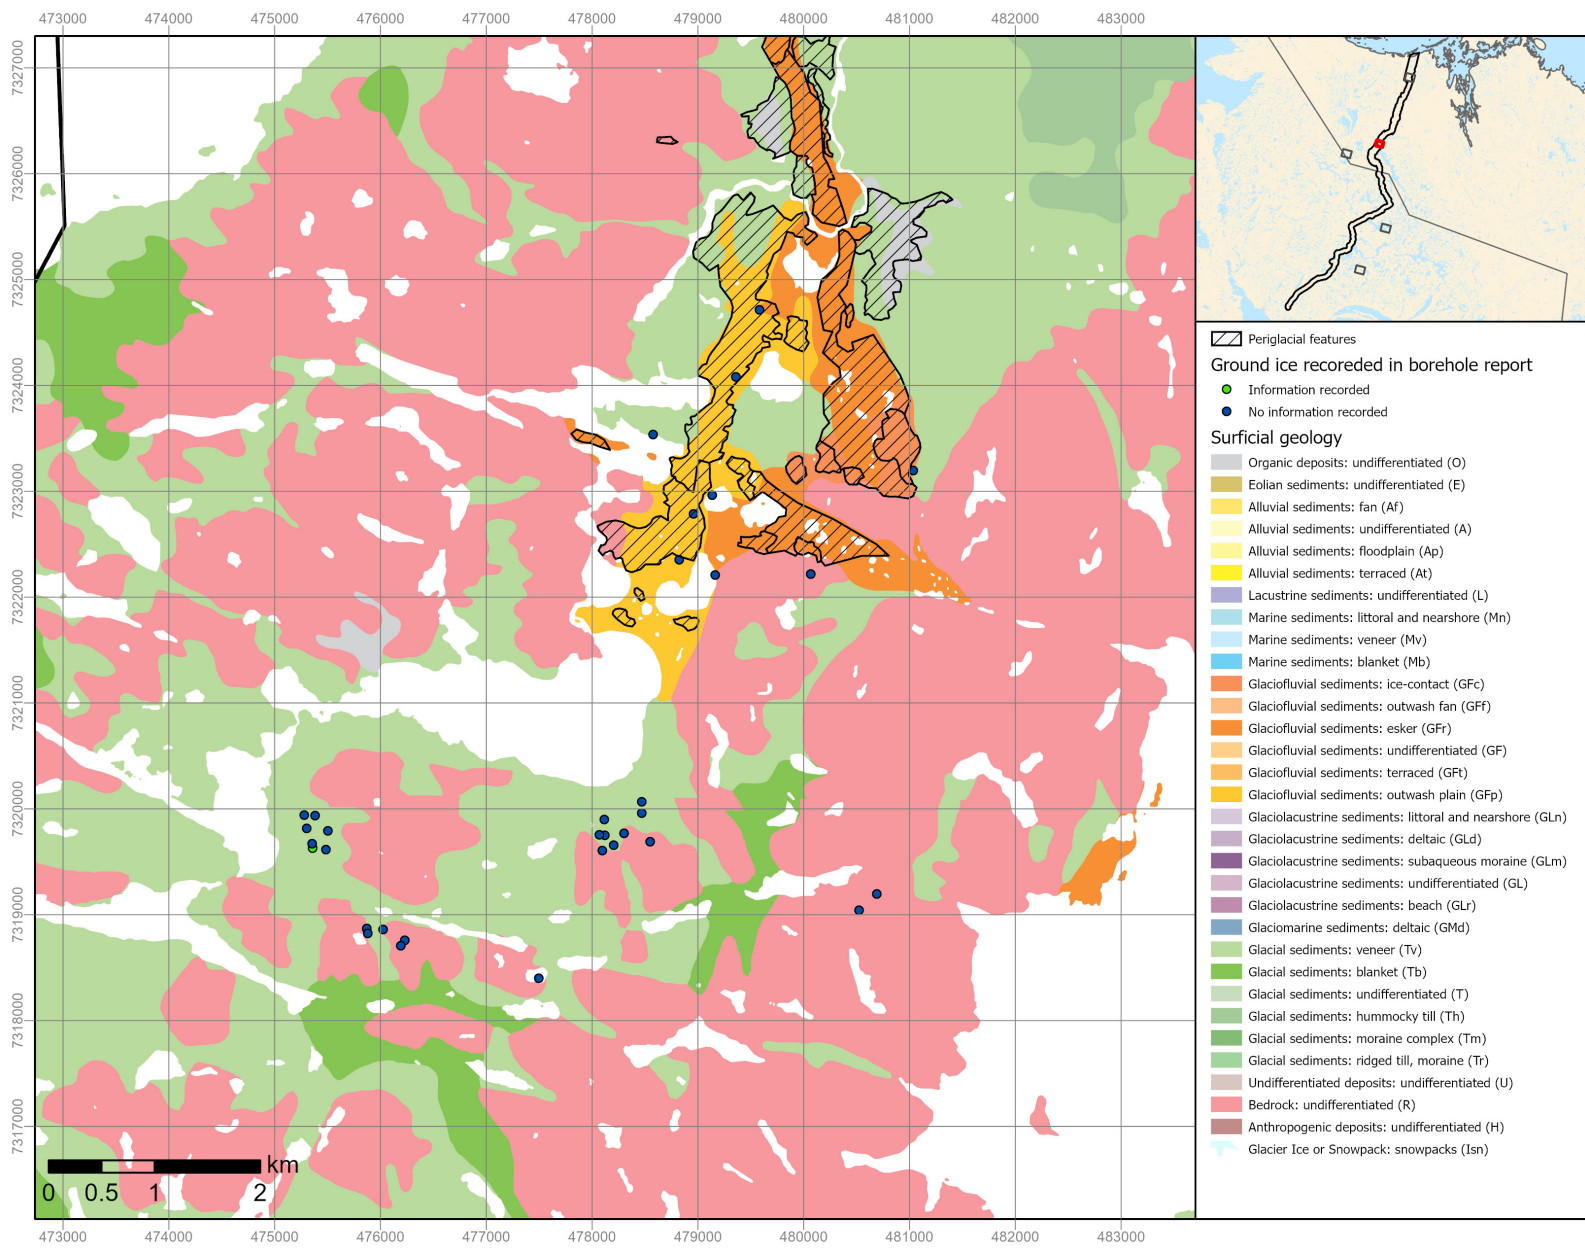 473000 474000 475000 476000 477000 478000 479000 480000 481000 482000 483000
7327000
7326000
7325000
7324000
7323000
7322000
7321000
7320000
7319000
7318000
7317000
Periglacial features
Ground ice recoreded in borehole report
Information recorded
No information recorded
Surficial geology
Organic deposits: undifferentiated (O)
Eolian sediments: undifferentiated (E)
Alluvial sediments: fan (Af)
Alluvial sediments: undifferentiated (A)
Alluvial sediments: floodplain (Ap)
Alluvial sediments: terraced (At)
Lacustrine sediments: undifferentiated (L)
Marine sediments: littoral and nearshore (Mn)
Marine sediments: veneer (Mv)
Marine sediments: blanket (Mb)
Glaciofluvial sediments: ice-contact (GFc)
Glaciofluvial sediments: outwash fan (GFf)
Glaciofluvial sediments: esker (GFr)
Glaciofluvial sediments: undifferentiated (GF)
Glaciofluvial sediments: terraced (GFt)
Glaciofluvial sediments: outwash plain (GFp)
Glaciolacustrine sediments: littoral and nearshore (GLn)
Glaciolacustrine sediments: deltaic (GLd)
Glaciolacustrine sediments: subaqueous moraine (GLm)
Glaciolacustrine sediments: undifferentiated (GL)
Glaciolacustrine sediments: beach (GLr)
Glaciomarine sediments: deltaic (GMd)
Glacial sediments: veneer (Tv)
Glacial sediments: blanket (Tb)
Glacial sediments: undifferentiated (T)
Glacial sediments: hummocky till (Th)
Glacial sediments: moraine complex (Tm)
Glacial sediments: ridged till, moraine (Tr)
Undifferentiated deposits: undifferentiated (U)
Bedrock: undifferentiated (R)
Anthropogenic deposits: undifferentiated (H)
Glacier Ice or Snowpack: snowpacks (Isn)
km
0 0.5 1 2
473000 474000 475000 476000 477000 478000 479000 480000 481000 482000 483000